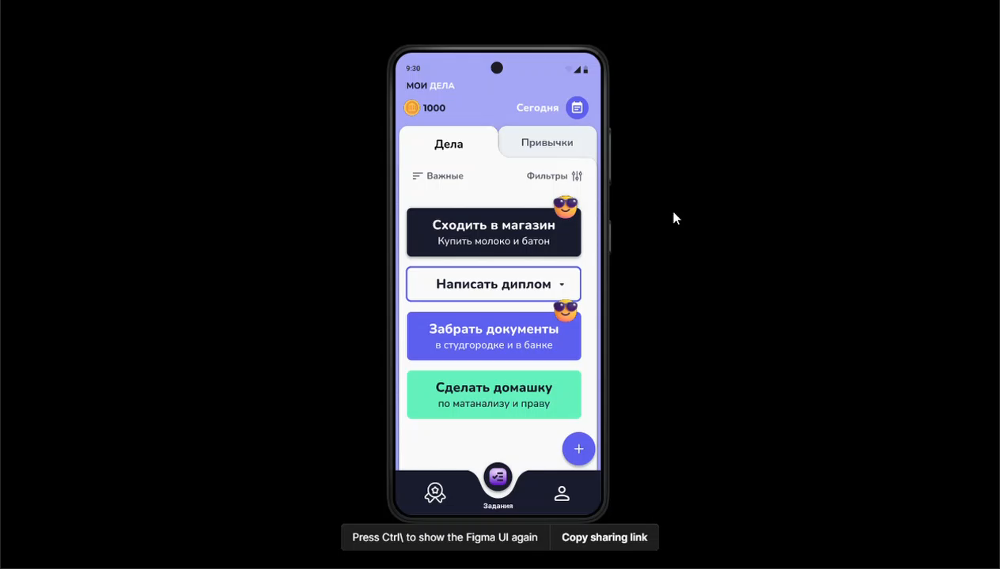 9:30
МОИ ДЕЛА
1000
Сегодня
Дела
Привычки
Важные
Фильтры
Сходить в магазин
Купить молоко и батон
Написать диплом
Забрать документы
в студгородке и в банке
Сделать домашку
по матанализу и праву
+
Задания
Press Ctrl\ to show the Figma UI again
Copy sharing link